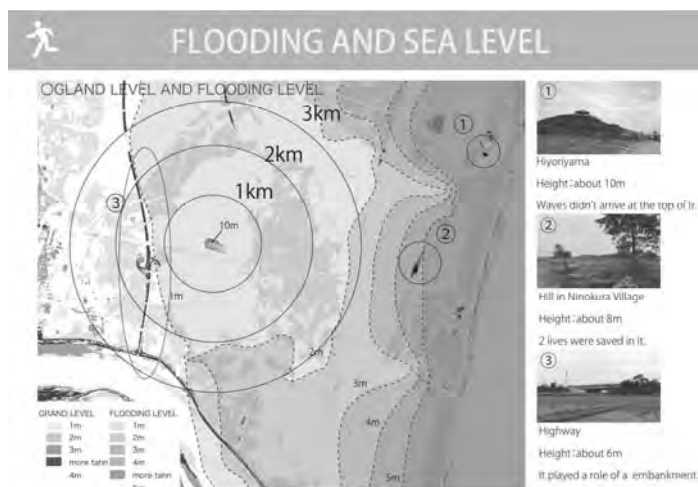 FLOODING AND SEA LEVEL
OGLAND LEVEL AND FLOODING LEVEL
3km
2km
1km
10m
①
②
③
1m
2m
3m
4m
5m
GRAND LEVEL
1m
2m
3m
more tahn
4m
FLOODING LEVEL
1m
2m
3m
4m
more tahn
①
Hiyoriyama
Height:about 10m
Waves didn't arrive at the top of It.
②
Hill in Ninokura Village
Height:about 8m
2 lives were saved in it.
③
Highway
Height:about 6m
It played a role of a embankment